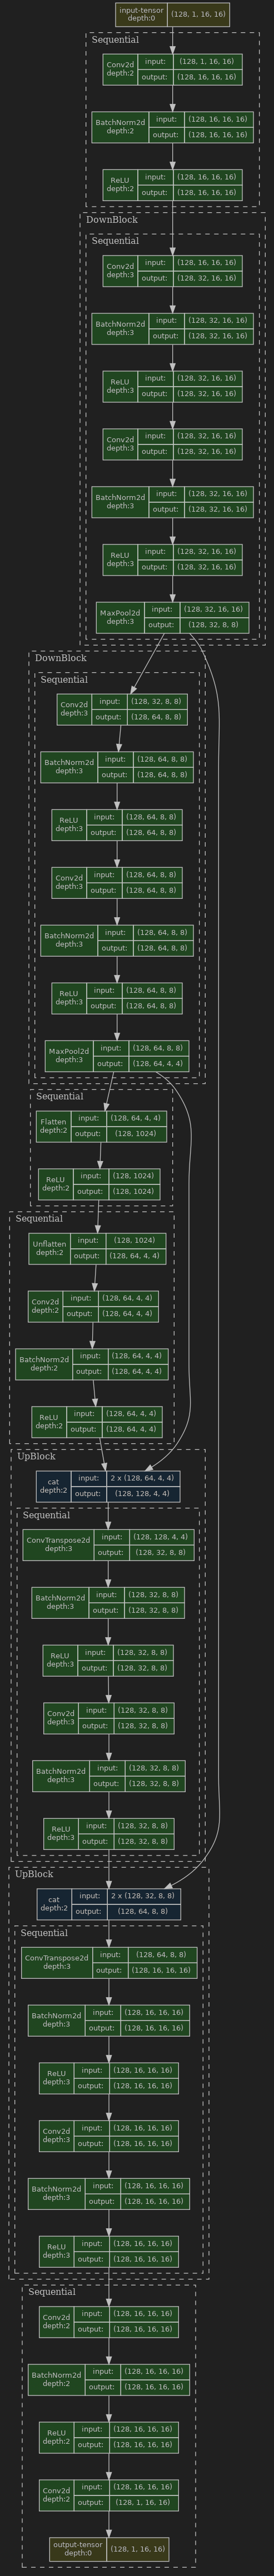 input-tensor
depth:0
(128, 1, 16, 16)
Sequential
Conv2d
depth:2
input:
(128, 1, 16, 16)
output:
(128, 16, 16, 16)
BatchNorm2d
depth:2
input:
(128, 16, 16, 16)
output:
(128, 16, 16, 16)
ReLU
depth:2
input:
(128, 16, 16, 16)
output:
(128, 16, 16, 16)
DownBlock
Sequential
Conv2d
depth:3
input:
(128, 16, 16, 16)
output:
(128, 32, 16, 16)
BatchNorm2d
depth:3
input:
(128, 32, 16, 16)
output:
(128, 32, 16, 16)
ReLU
depth:3
input:
(128, 32, 16, 16)
output:
(128, 32, 16, 16)
Conv2d
depth:3
input:
(128, 32, 16, 16)
output:
(128, 32, 16, 16)
BatchNorm2d
depth:3
input:
(128, 32, 16, 16)
output:
(128, 32, 16, 16)
ReLU
depth:3
input:
(128, 32, 16, 16)
output:
(128, 32, 16, 16)
MaxPool2d
depth:3
input:
(128, 32, 16, 16)
output:
(128, 32, 8, 8)
DownBlock
Sequential
Conv2d
depth:3
input:
(128, 32, 8, 8)
output:
(128, 64, 8, 8)
BatchNorm2d
depth:3
input:
(128, 64, 8, 8)
output:
(128, 64, 8, 8)
ReLU
depth:3
input:
(128, 64, 8, 8)
output:
(128, 64, 8, 8)
Conv2d
depth:3
input:
(128, 64, 8, 8)
output:
(128, 64, 8, 8)
BatchNorm2d
depth:3
input:
(128, 64, 8, 8)
output:
(128, 64, 8, 8)
ReLU
depth:3
input:
(128, 64, 8, 8)
output:
(128, 64, 8, 8)
MaxPool2d
depth:3
input:
(128, 64, 8, 8)
output:
(128, 64, 4, 4)
Sequential
Flatten
depth:2
input:
(128, 64, 4, 4)
output:
(128, 1024)
ReLU
depth:2
input:
(128, 1024)
output:
(128, 1024)
Sequential
Unflatten
depth:2
input:
(128, 1024)
output:
(128, 64, 4, 4)
Conv2d
depth:2
input:
(128, 64, 4, 4)
output:
(128, 64, 4, 4)
BatchNorm2d
depth:2
input:
(128, 64, 4, 4)
output:
(128, 64, 4, 4)
ReLU
depth:2
input:
(128, 64, 4, 4)
output:
(128, 64, 4, 4)
UpBlock
cat
depth:2
input:
2 x (128, 64, 4, 4)
output:
(128, 128, 4, 4)
Sequential
ConvTranspose2d
depth:3
input:
(128, 128, 4, 4)
output:
(128, 32, 8, 8)
BatchNorm2d
depth:3
input:
(128, 32, 8, 8)
output:
(128, 32, 8, 8)
ReLU
depth:3
input:
(128, 32, 8, 8)
output:
(128, 32, 8, 8)
Conv2d
depth:3
input:
(128, 32, 8, 8)
output:
(128, 32, 8, 8)
BatchNorm2d
depth:3
input:
(128, 32, 8, 8)
output:
(128, 32, 8, 8)
ReLU
depth:3
input:
(128, 32, 8, 8)
output:
(128, 32, 8, 8)
UpBlock
cat
depth:2
input:
2 x (128, 32, 8, 8)
output:
(128, 64, 8, 8)
Sequential
ConvTranspose2d
depth:3
input:
(128, 64, 8, 8)
output:
(128, 16, 16, 16)
BatchNorm2d
depth:3
input:
(128, 16, 16, 16)
output:
(128, 16, 16, 16)
ReLU
depth:3
input:
(128, 16, 16, 16)
output:
(128, 16, 16, 16)
Conv2d
depth:3
input:
(128, 16, 16, 16)
output:
(128, 16, 16, 16)
BatchNorm2d
depth:3
input:
(128, 16, 16, 16)
output:
(128, 16, 16, 16)
ReLU
depth:3
input:
(128, 16, 16, 16)
output:
(128, 16, 16, 16)
Sequential
Conv2d
depth:2
input:
(128, 16, 16, 16)
output:
(128, 16, 16, 16)
BatchNorm2d
depth:2
input:
(128, 16, 16, 16)
output:
(128, 16, 16, 16)
ReLU
depth:2
input:
(128, 16, 16, 16)
output:
(128, 16, 16, 16)
Conv2d
depth:2
input:
(128, 16, 16, 16)
output:
(128, 1, 16, 16)
output-tensor
depth:0
(128, 1, 16, 16)